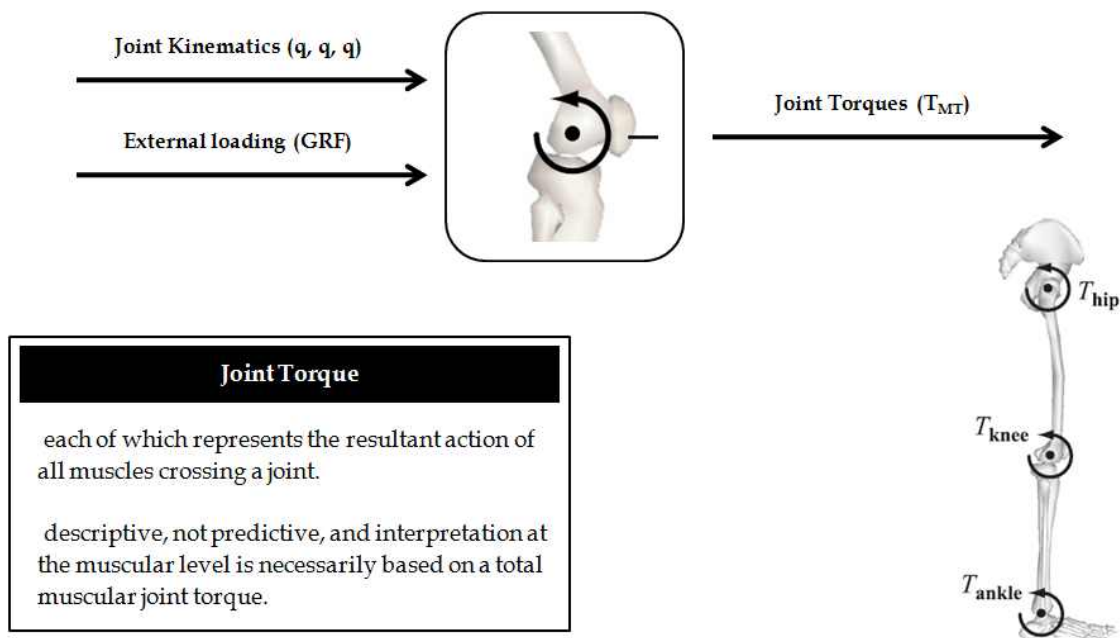 Joint Kinematics (q, q, q)
External loading (GRF)
Joint Torques (T_MT)
T_hip
T_knee
T_ankle
Joint Torque
each of which represents the resultant action of
all muscles crossing a joint.
descriptive, not predictive, and interpretation at
the muscular level is necessarily based on a total
muscular joint torque.